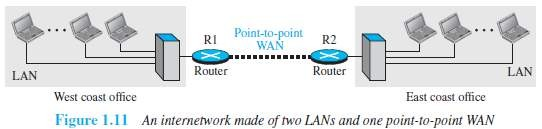 Point-to-point
WAN
R1
R2
LAN
Router
Router
LAN
West coast office
East coast office
Figure 1.11 An internetwork made of two LANs and one point-to-point WAN